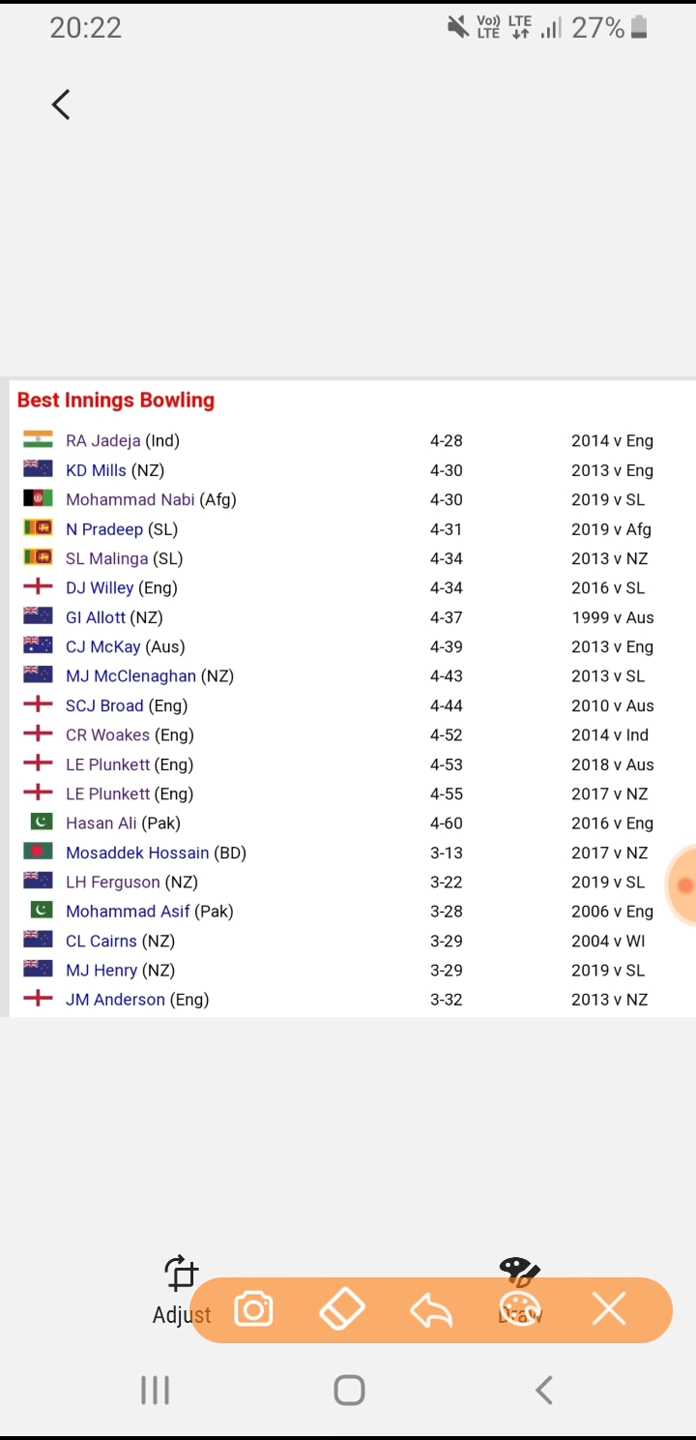 20:22 Vo)) LTE LTE 27%
Best Innings Bowling
RA Jadeja (Ind) 4-28 2014 v Eng
KD Mills (NZ) 4-30 2013 v Eng
Mohammad Nabi (Afg) 4-30 2019 v SL
N Pradeep (SL) 4-31 2019 v Afg
SL Malinga (SL) 4-34 2013 v NZ
DJ Willey (Eng) 4-34 2016 v SL
GI Allott (NZ) 4-37 1999 v Aus
CJ McKay (Aus) 4-39 2013 v Eng
MJ McClenaghan (NZ) 4-43 2013 v SL
SCJ Broad (Eng) 4-44 2010 v Aus
CR Woakes (Eng) 4-52 2014 v Ind
LE Plunkett (Eng) 4-53 2018 v Aus
LE Plunkett (Eng) 4-55 2017 v NZ
Hasan Ali (Pak) 4-60 2016 v Eng
Mosaddek Hossain (BD) 3-13 2017 v NZ
LH Ferguson (NZ) 3-22 2019 v SL
Mohammad Asif (Pak) 3-28 2006 v Eng
CL Cairns (NZ) 3-29 2004 v WI
MJ Henry (NZ) 3-29 2019 v SL
JM Anderson (Eng) 3-32 2013 v NZ
Adjust Draw